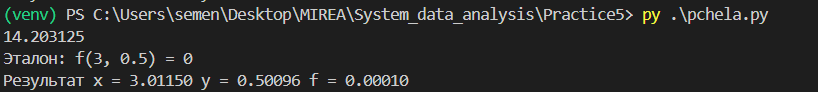 (venv) PS C:\Users\semen\Desktop\MIREA\System_data_analysis\Practice5> py .\pchela.py
14.203125
Эталон: f(3, 0.5) = 0
Результат x = 3.01150 y = 0.50096 f = 0.00010